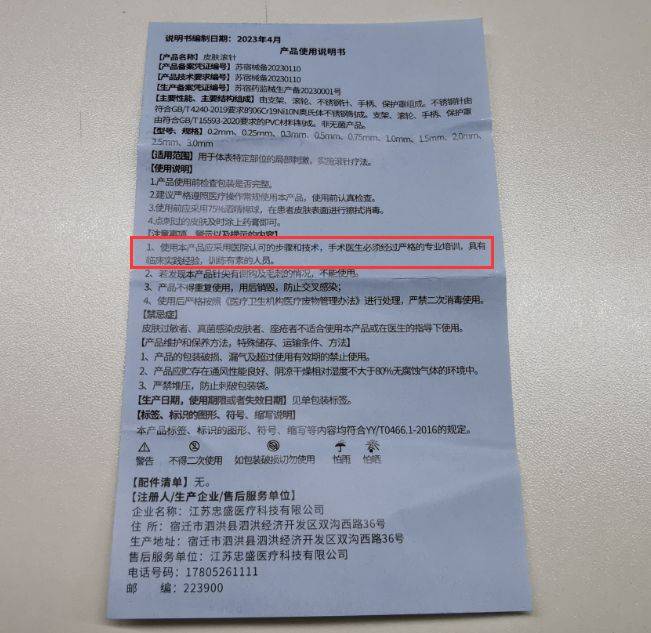 说明书编制日期：2023年4月
产品使用说明书
【产品名称】皮肤滚针
【产品备案凭证编号】苏宿械备20230110
【产品技术要求编号】苏宿械备20230110
【生产备案凭证编号】苏宿药监械生产备20230001号
【主要性能、主要结构组成】由支架、滚轮、不锈钢针、手柄、保护罩组成。不锈钢针由
符合GB/T4240-2019要求的06Cr19Ni10N奥氏体不锈钢制成。支架、滚轮、手柄、保护罩
由符合GB/T15593-2020要求的PVC材料制成。非无菌产品。
【型号、规格】0.2mm、0.25mm、0.3mm、0.5mm、0.75mm、1.0mm、1.5mm、2.0mm、
2.5mm、3.0mm
【适用范围】用于体表特定部位的局部刺激，实施滚针疗法。
【使用说明】
1.产品使用前检查包装是否完整。
2.建议严格遵照医疗操作常规使用本产品，使用前认真检查。
3.使用前应采用75%酒精棉球，在患者皮肤表面进行擦拭消毒。
4.点刺过的皮肤及时涂上药膏即可。
【注意事项、警示以及提示的内容】
1、使用本产品应采用医院认可的步骤和技术，手术医生必须经过严格的专业培训，具有
临床实践经验，训练有素的人员。
2、若发现本产品针尖有倒钩及毛刺的情况，不能使用。
3、产品不得重复使用，用后销毁，防止交叉感染；
4、使用后严格按照《医疗卫生机构医疗废物管理办法》进行处理，严禁二次消毒使用。
【禁忌症】
皮肤过敏者、真菌感染皮肤者、痤疮者不适合使用本产品或在医生的指导下使用。
【产品维护和保养方法，特殊储存、运输条件、方法】
1、产品的包装破损、漏气及超过使用有效期的禁止使用。
2、产品应贮存在通风性能良好、阴凉干燥相对湿度不大于80%无腐蚀气体的环境中。
3、严禁堆压，防止刺破包装袋。
【生产日期，使用期限或者失效日期】见单包装标签。
【标签、标识的图形、符号、缩写说明】
本产品标签、标识的图形、符号、缩写等内容均符合YY/T0466.1-2016的规定。
警告 不得二次使用 如包装破损切勿使用 怕雨 怕晒
【配件清单】无。
【注册人/生产企业/售后服务单位】
企业名称：江苏忠盛医疗科技有限公司
住 所：宿迁市泗洪县泗洪经济开发区双沟西路36号
生产地址：宿迁市泗洪县泗洪经济开发区双沟西路36号
售后服务单位：江苏忠盛医疗科技有限公司
电话号码：17805261111
邮 编：223900